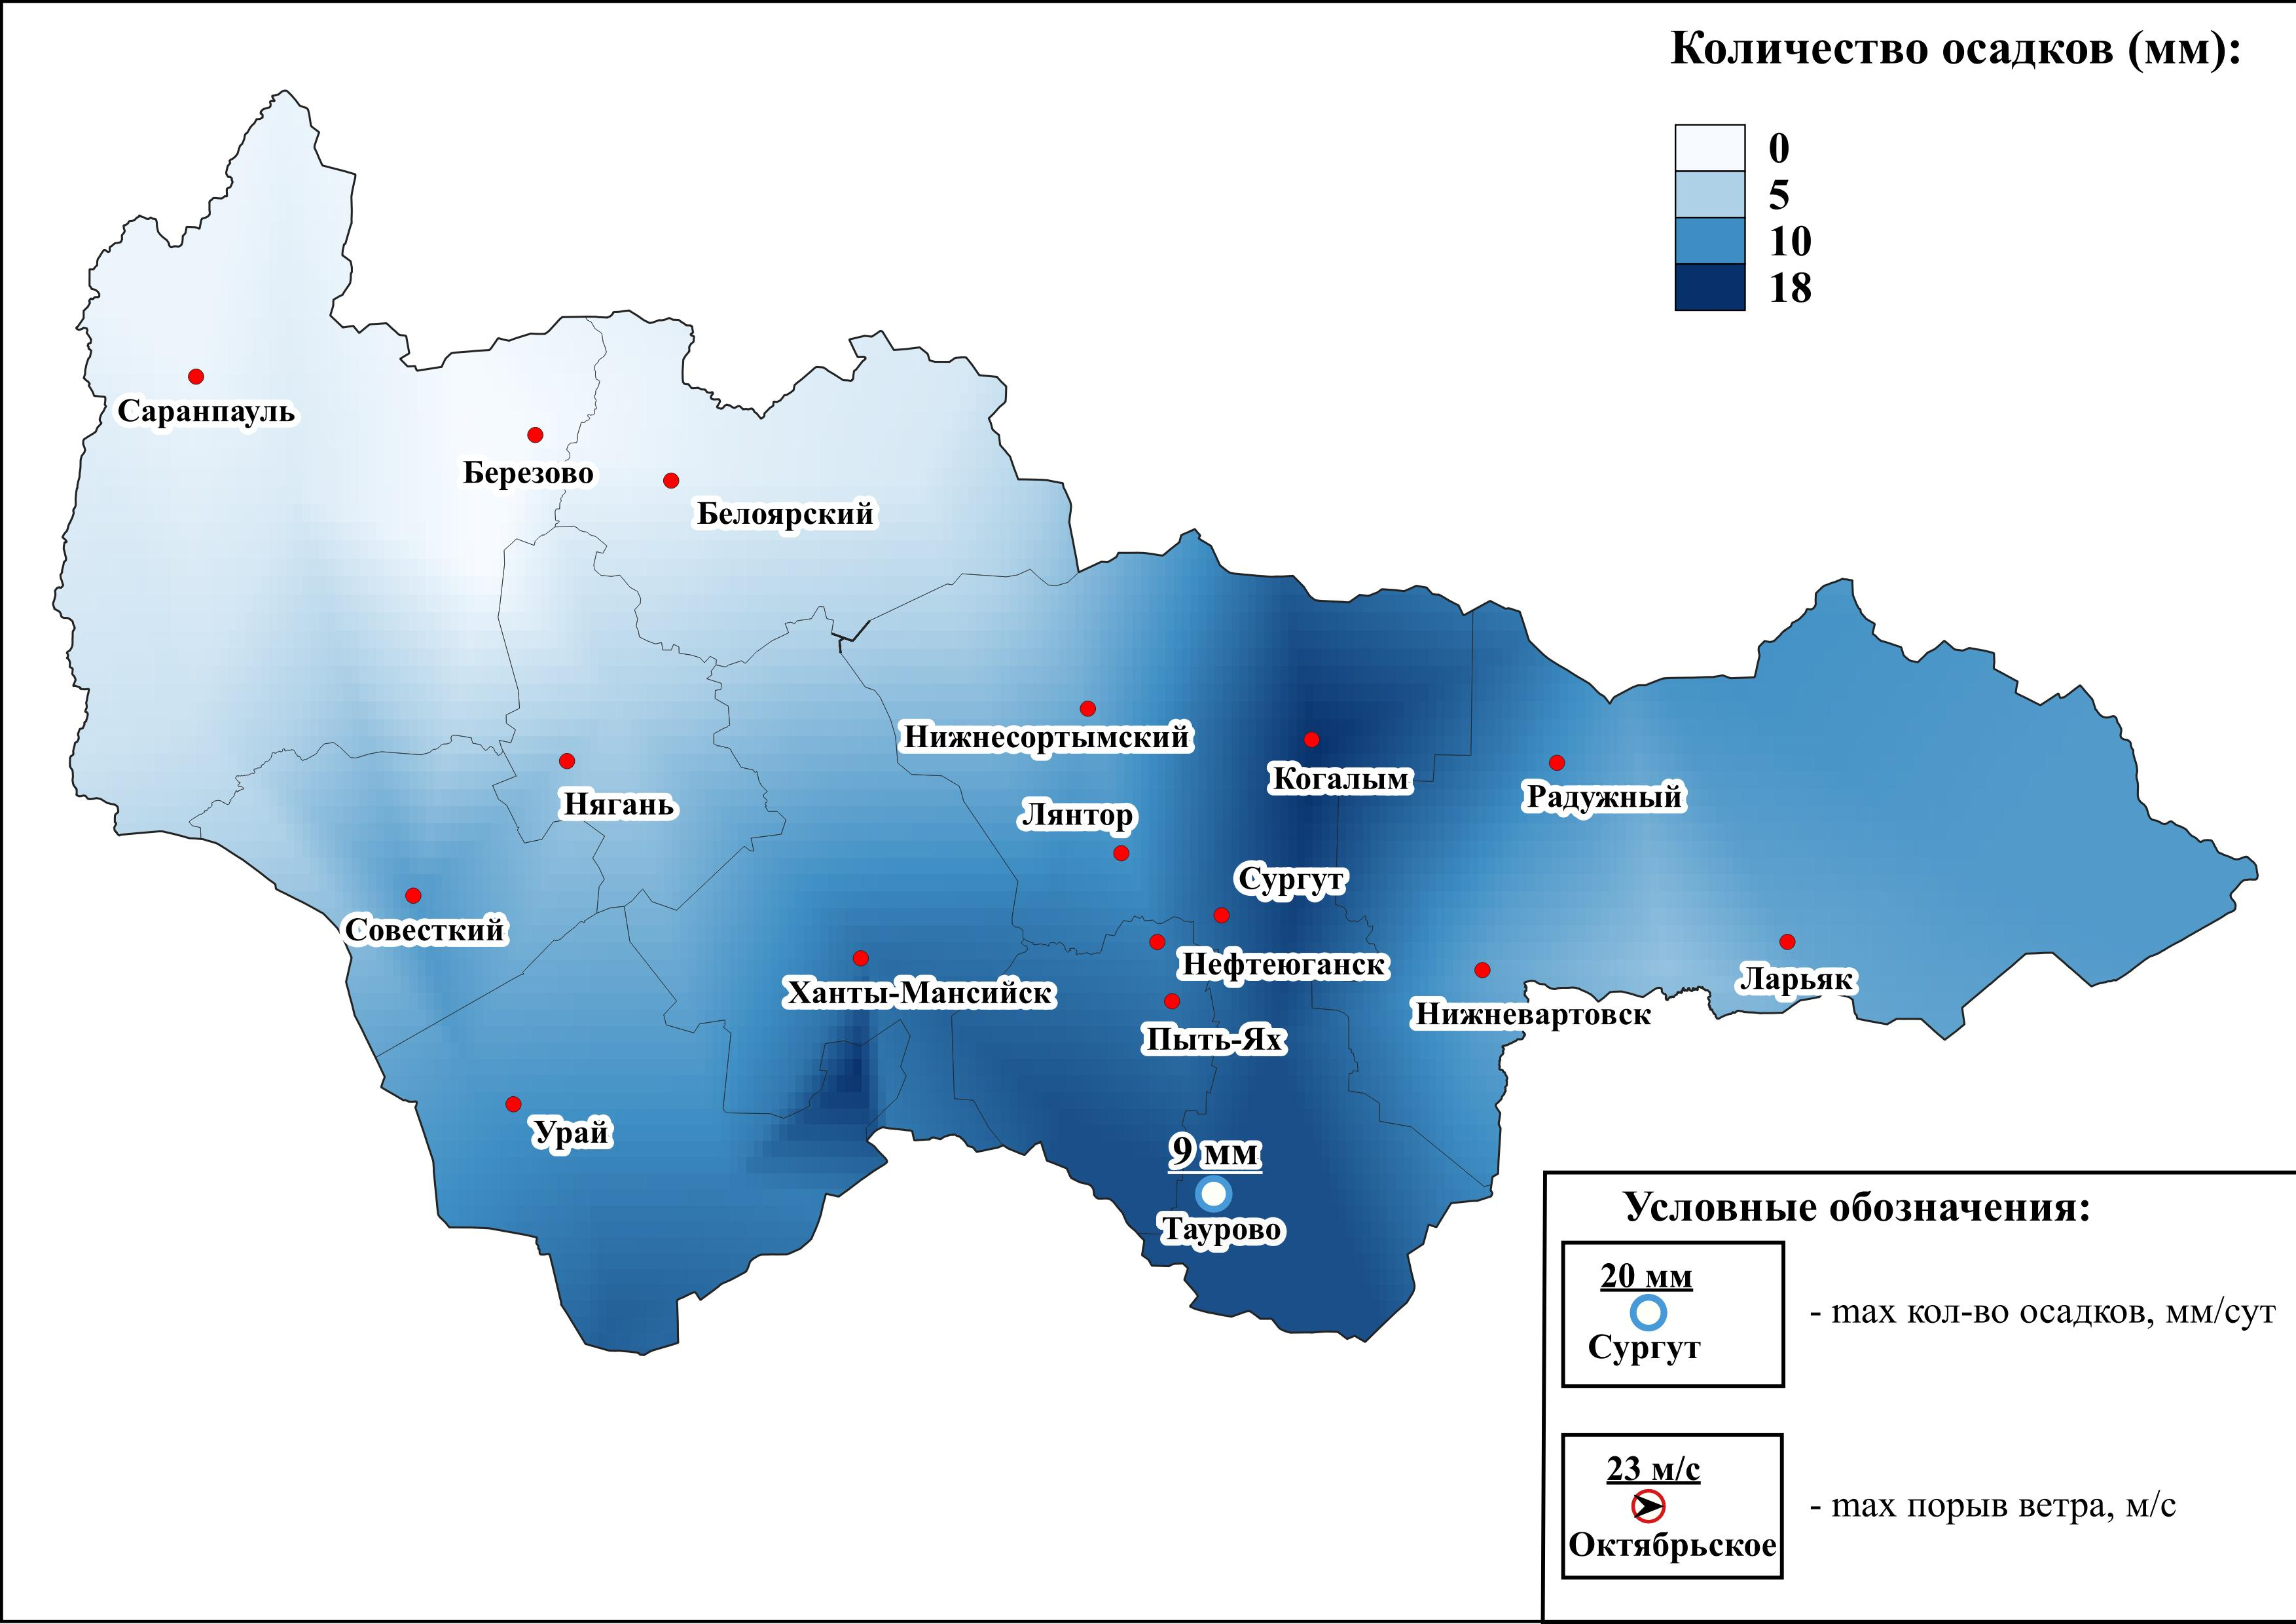 Количество осадков (мм):
0
5
10
18
Саранпауль
Березово
Белоярский
Нижнесортымский
Когалым
Радужный
Нягань
Лянтор
Сургут
Совесткий
Нефтеюганск
Ларьяк
Ханты-Мансийск
Нижневартовск
Пыть-Ях
Урай
9 мм
Таурово
Условные обозначения:
20 мм
Сургут
- max кол-во осадков, мм/сут
23 м/с
Октябрьское
- max порыв ветра, м/с